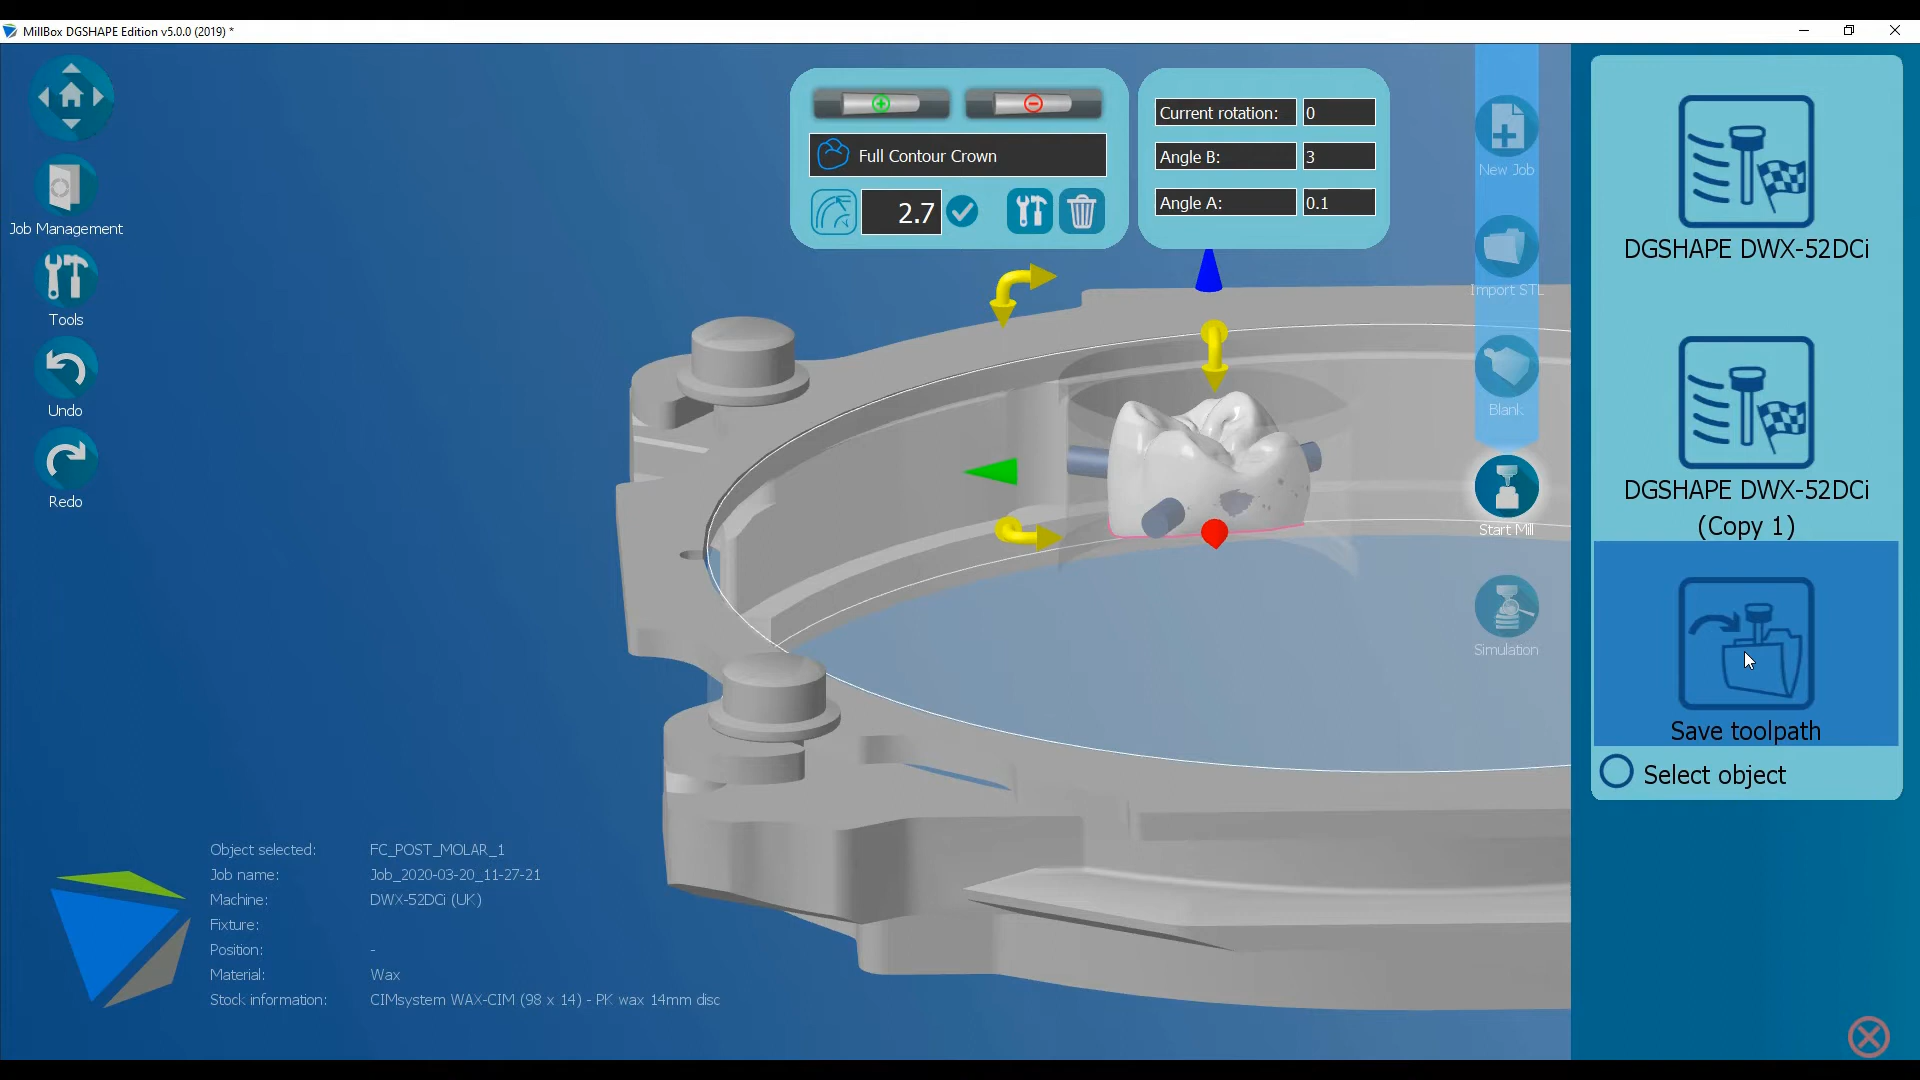 MillBox DGSHAPE Edition v5.0.0 (2019) *
Job Management
Tools
Undo
Redo
Full Contour Crown
2.7
Current rotation: 0
Angle B: 3
Angle A: 0.1
New Job
Import STL
Blank
Start Mill
Simulation
DGSHAPE DWX-52DCi
DGSHAPE DWX-52DCi
(Copy 1)
Save toolpath
Select object
Object selected: FC_POST_MOLAR_1
Job name: Job_2020-03-20_11-27-21
Machine: DWX-52DCi (UK)
Fixture:
Position: -
Material: Wax
Stock information: CIMsystem WAX-CIM (98 x 14) - PK wax 14mm disc